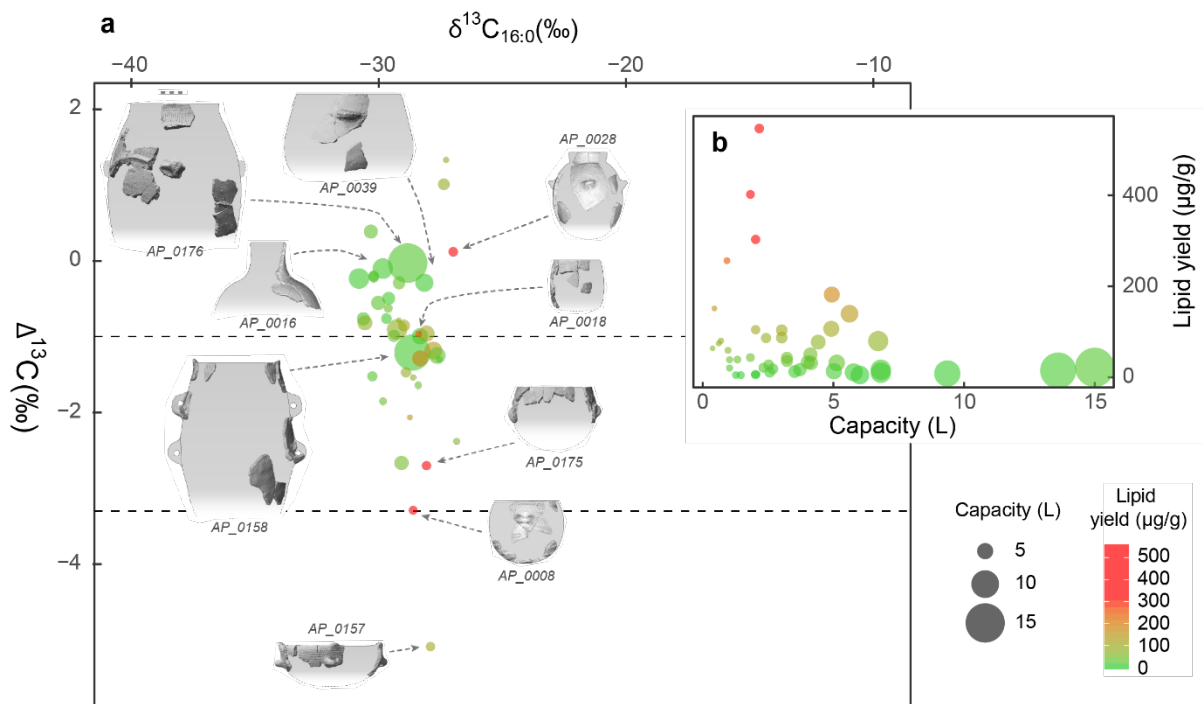 a
δ13C16:0(‰)
−40
−30
−20
−10
2
0
−2
−4
Δ13C(‰)
AP_0176
AP_0039
AP_0028
AP_0016
AP_0018
AP_0158
AP_0175
AP_0008
AP_0157
b
400
200
0
Lipid yield (µg/g)
0
5
10
15
Capacity (L)
Capacity (L)
5
10
15
Lipid
yield (µg/g)
500
400
300
200
100
0